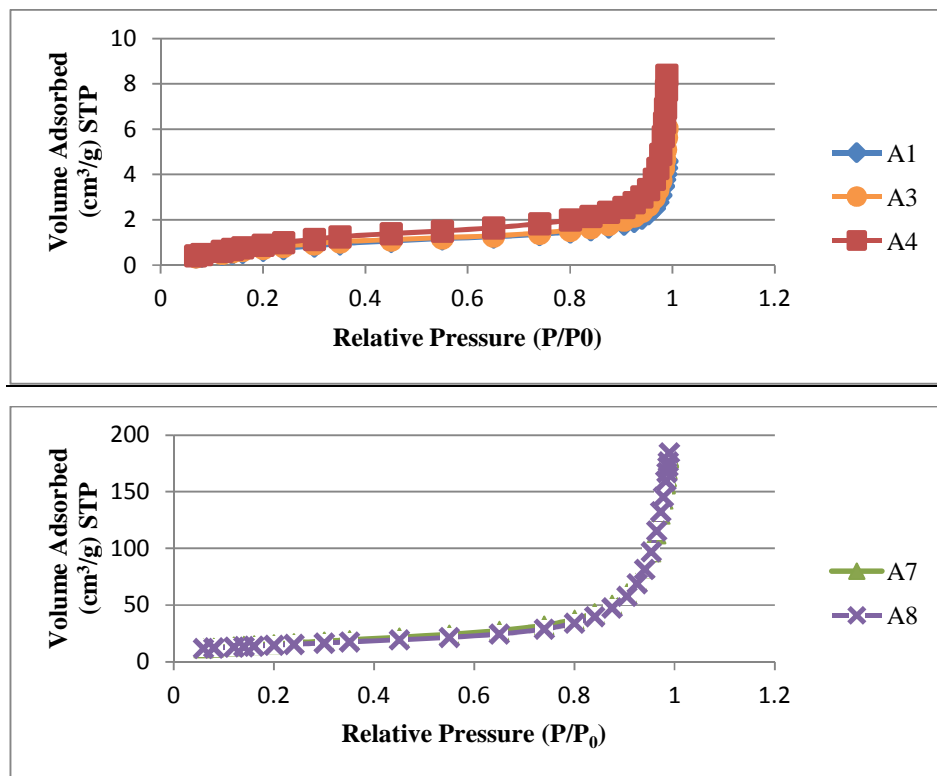 10
8
6
4
2
0
0
0.2
0.4
0.6
0.8
1
1.2
Volume Adsorbed
(cm³/g) STP
Relative Pressure (P/P0)
A1
A3
A4
200
150
100
50
0
0
0.2
0.4
0.6
0.8
1
1.2
Volume Adsorbed
(cm³/g) STP
Relative Pressure (P/P₀)
A7
A8